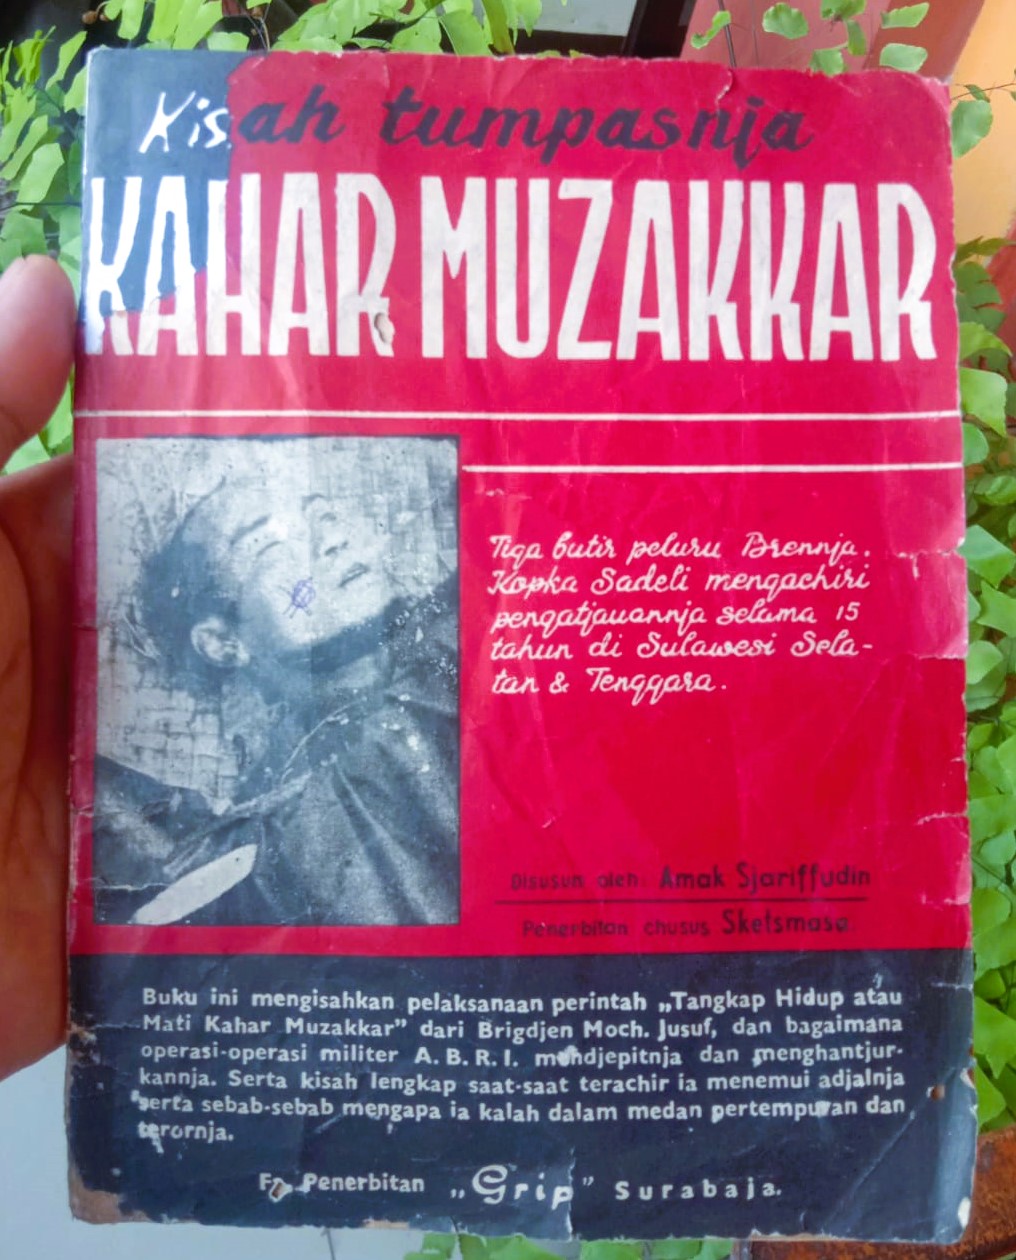 Kisah tumpasnja
KAHAR MUZAKKAR
Tiga butir peluru Brennja.
Kopka Sadeli mengachiri
pengatjauannja selama 15
tahun di Sulawesi Sela-
tan & Tenggara.
Disusun oleh: Amak Sjariffudin
Penerbitan chusus Sketsmasa.
Buku ini mengisahkan pelaksanaan perintah „Tangkap Hidup atau
Mati Kahar Muzakkar” dari Brigdjen Moch. Jusuf, dan bagaimana
operasi-operasi militer A.B.R.I. mendjepitnja dan menghantjur-
kannja. Serta kisah lengkap saat-saat terachir ia menemui adjalnja
serta sebab-sebab mengapa ia kalah dalam medan pertempuran dan
terornja.
Fa. Penerbitan „Grip” Surabaja.